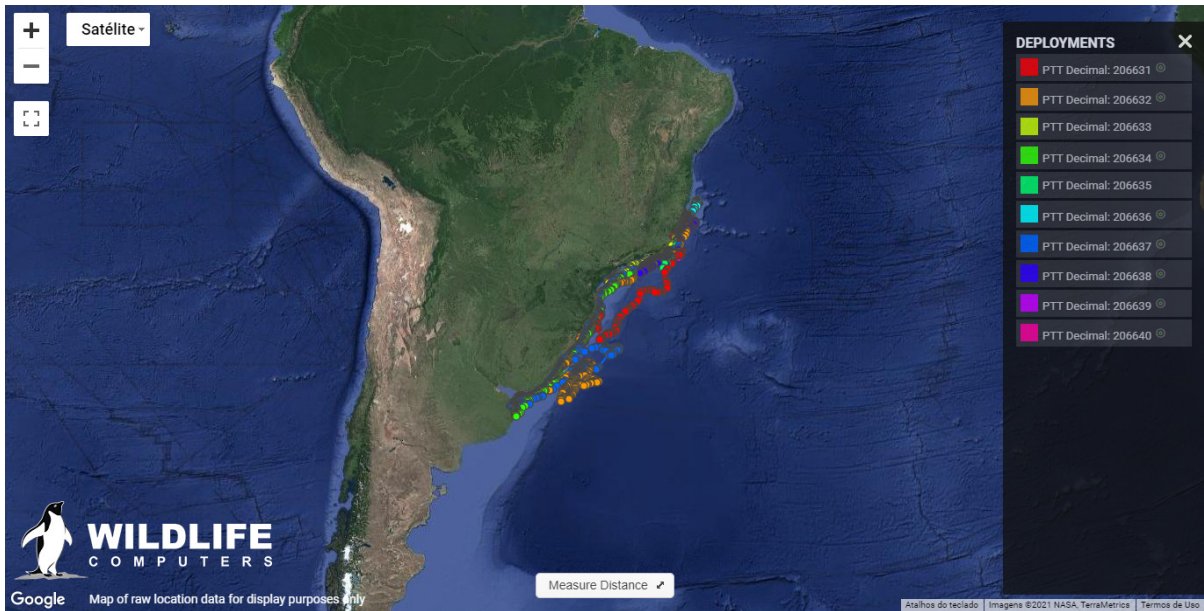 +
Satélite
−
DEPLOYMENTS
×
PTT Decimal: 206631
PTT Decimal: 206632
PTT Decimal: 206633
PTT Decimal: 206634
PTT Decimal: 206635
PTT Decimal: 206636
PTT Decimal: 206637
PTT Decimal: 206638
PTT Decimal: 206639
PTT Decimal: 206640
WILDLIFE
COMPUTERS
Measure Distance
Google
Map of raw location data for display purposes only
Atalhos do teclado
Imagens ©2021 NASA, TerraMetrics
Termos de Uso